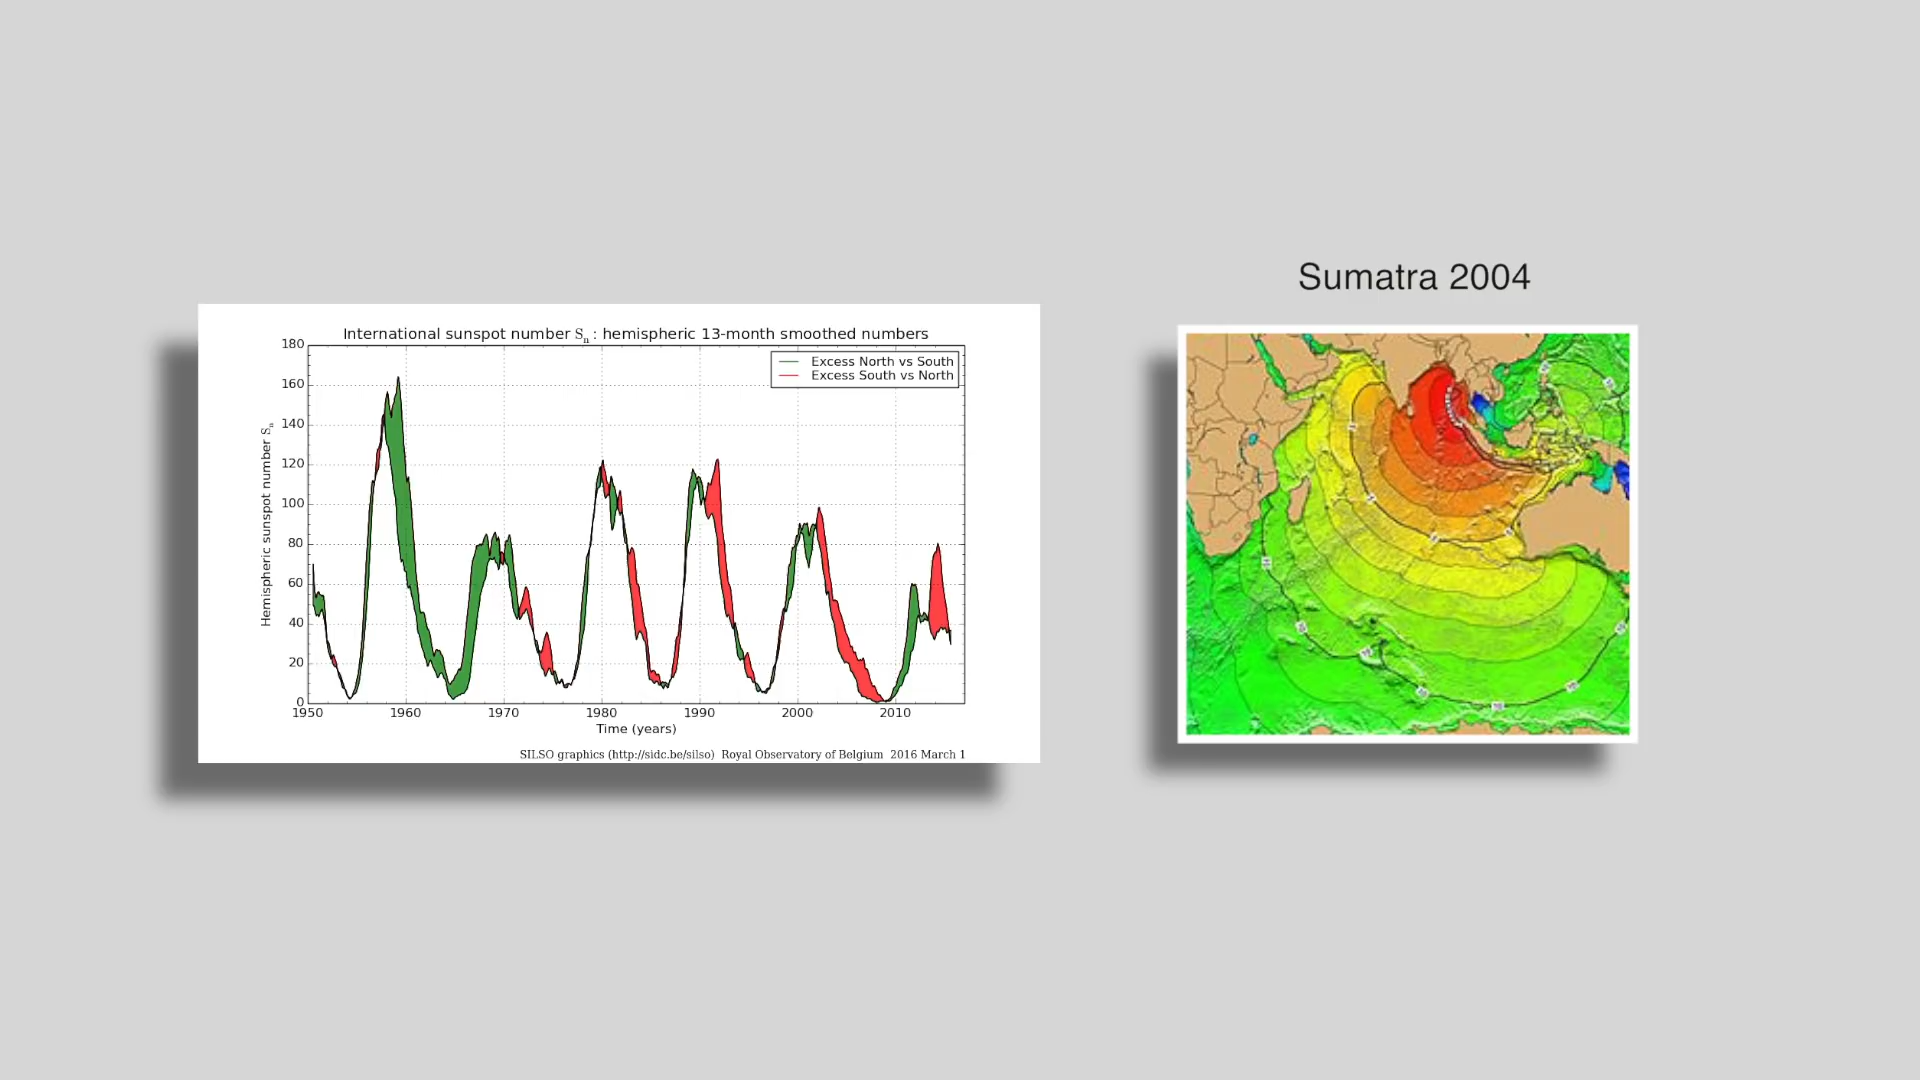 Sumatra 2004
International sunspot number Sn : hemispheric 13-month smoothed numbers
Excess North vs South
Excess South vs North
Hemispheric sunspot number Sn
180
160
140
120
100
80
60
40
20
0
1950 1960 1970 1980 1990 2000 2010
Time (years)
SILSO graphics (http://sidc.be/silso) Royal Observatory of Belgium 2016 March 1